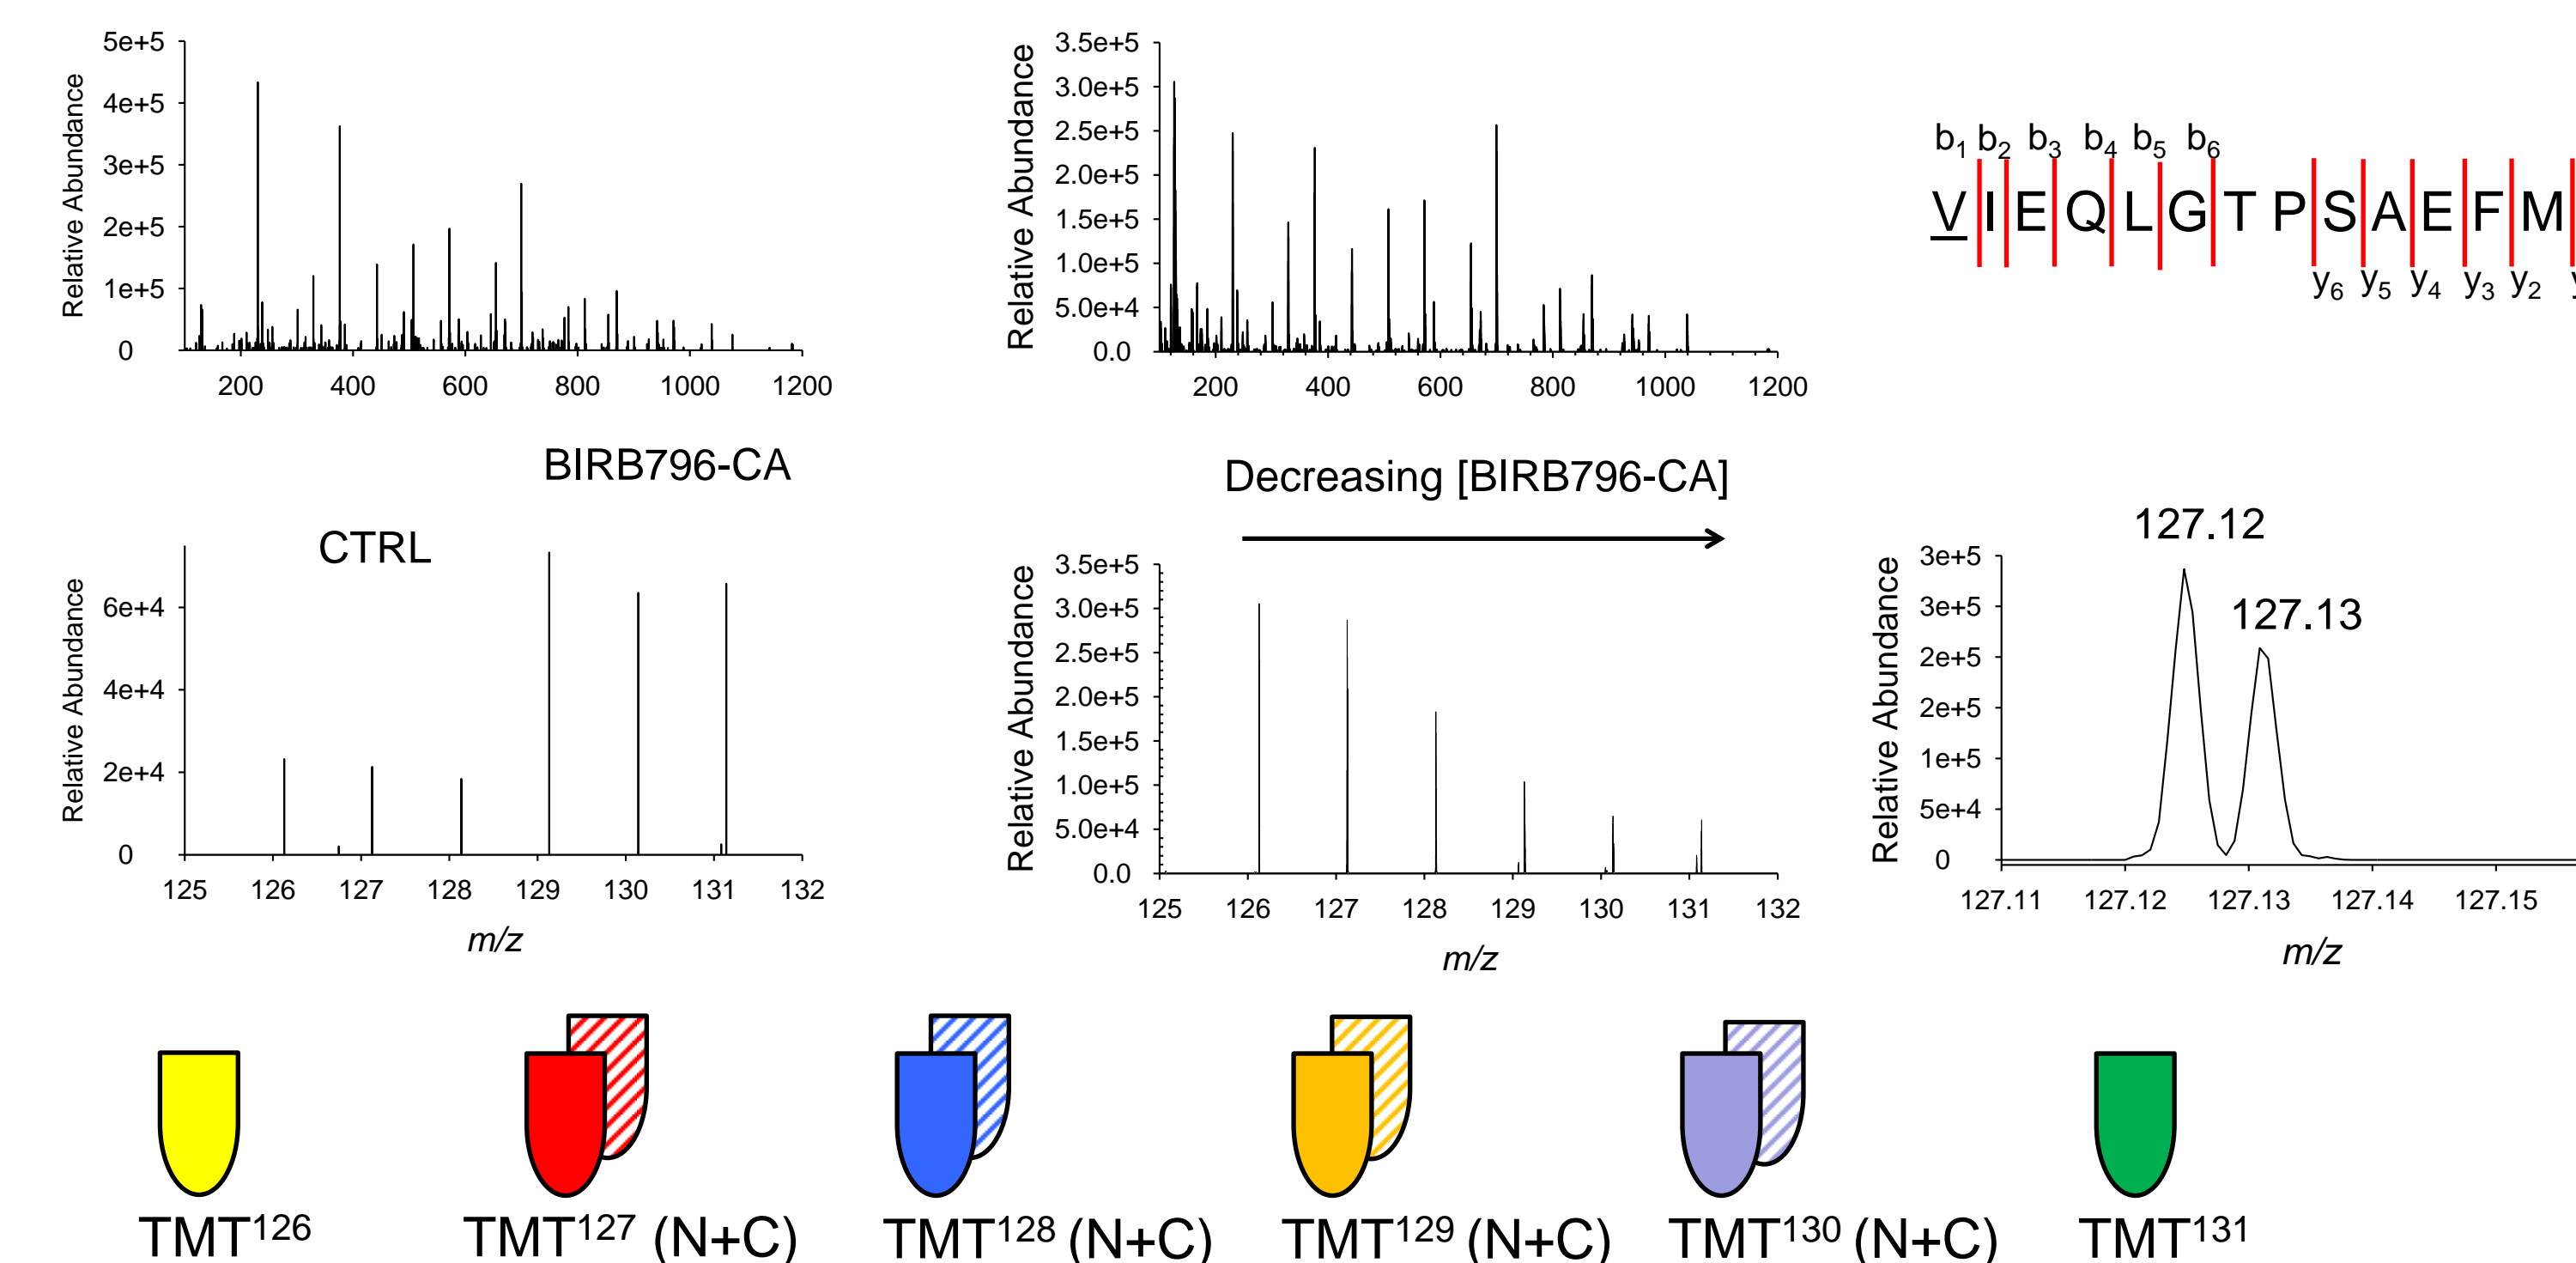 5e+5
4e+5
3e+5
2e+5
1e+5
0
Relative Abundance
200 400 600 800 1000 1200
3.5e+5
3.0e+5
2.5e+5
2.0e+5
1.5e+5
1.0e+5
5.0e+4
0.0
Relative Abundance
200 400 600 800 1000 1200
b1 b2 b3 b4 b5 b6
V I E Q L G T P S A E F M
y6 y5 y4 y3 y2 y
BIRB796-CA
CTRL
6e+4
4e+4
2e+4
0
Relative Abundance
125 126 127 128 129 130 131 132
m/z
Decreasing [BIRB796-CA]
3.5e+5
3.0e+5
2.5e+5
2.0e+5
1.5e+5
1.0e+5
5.0e+4
0.0
Relative Abundance
125 126 127 128 129 130 131 132
m/z
127.12
127.13
3e+5
3e+5
2e+5
2e+5
1e+5
5e+4
0
Relative Abundance
127.11 127.12 127.13 127.14 127.15
m/z
TMT126 TMT127 (N+C) TMT128 (N+C) TMT129 (N+C) TMT130 (N+C) TMT131